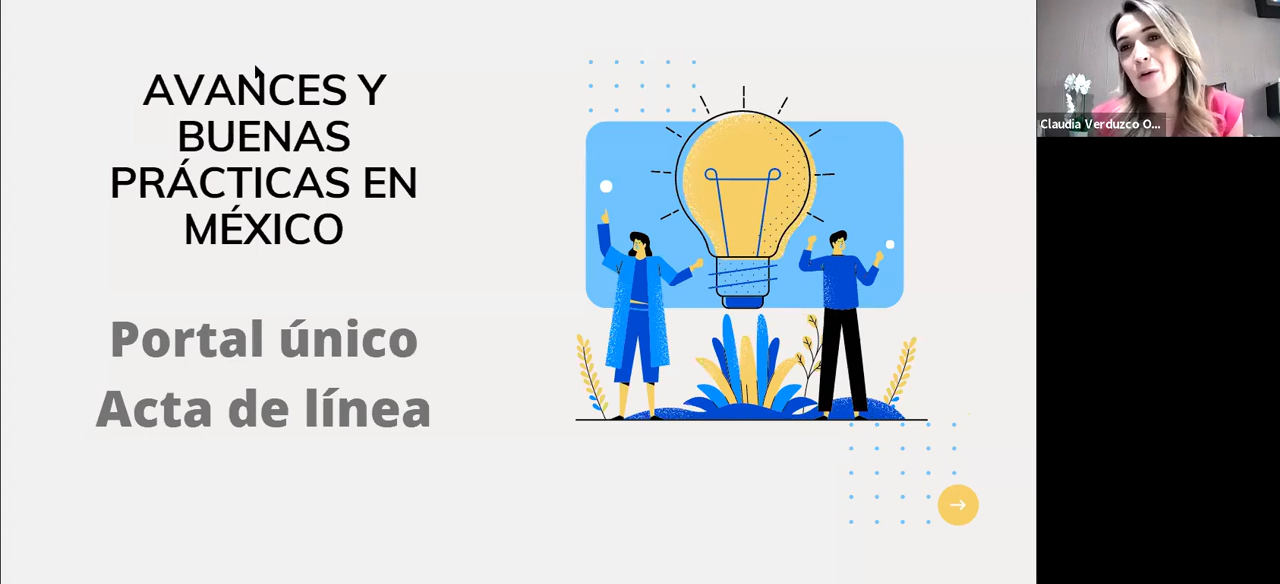 AVANCES Y
BUENAS
PRÁCTICAS EN
MÉXICO
Portal único
Acta de línea
Claudia Verduzco O...